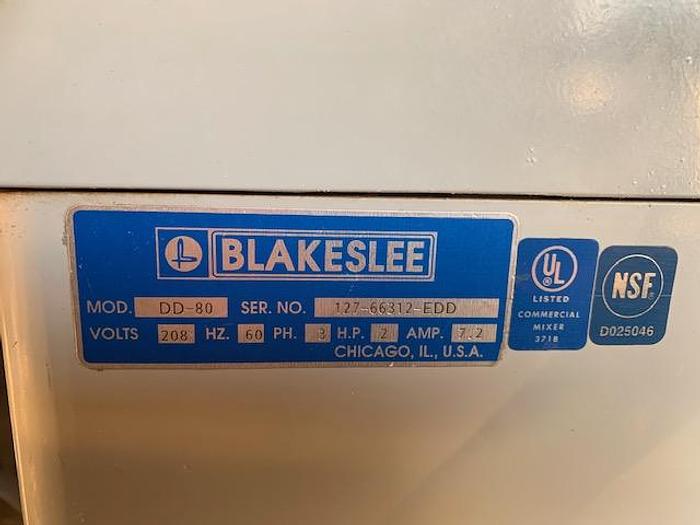 BLAKESLEE
MOD. DD-80 SER. NO. 127-66312-EDD
VOLTS 208 HZ. 60 PH. 3 H.P. 2 AMP. 7.2
CHICAGO, IL., U.S.A.
UL
LISTED
COMMERCIAL
MIXER
371B
NSF
D025046